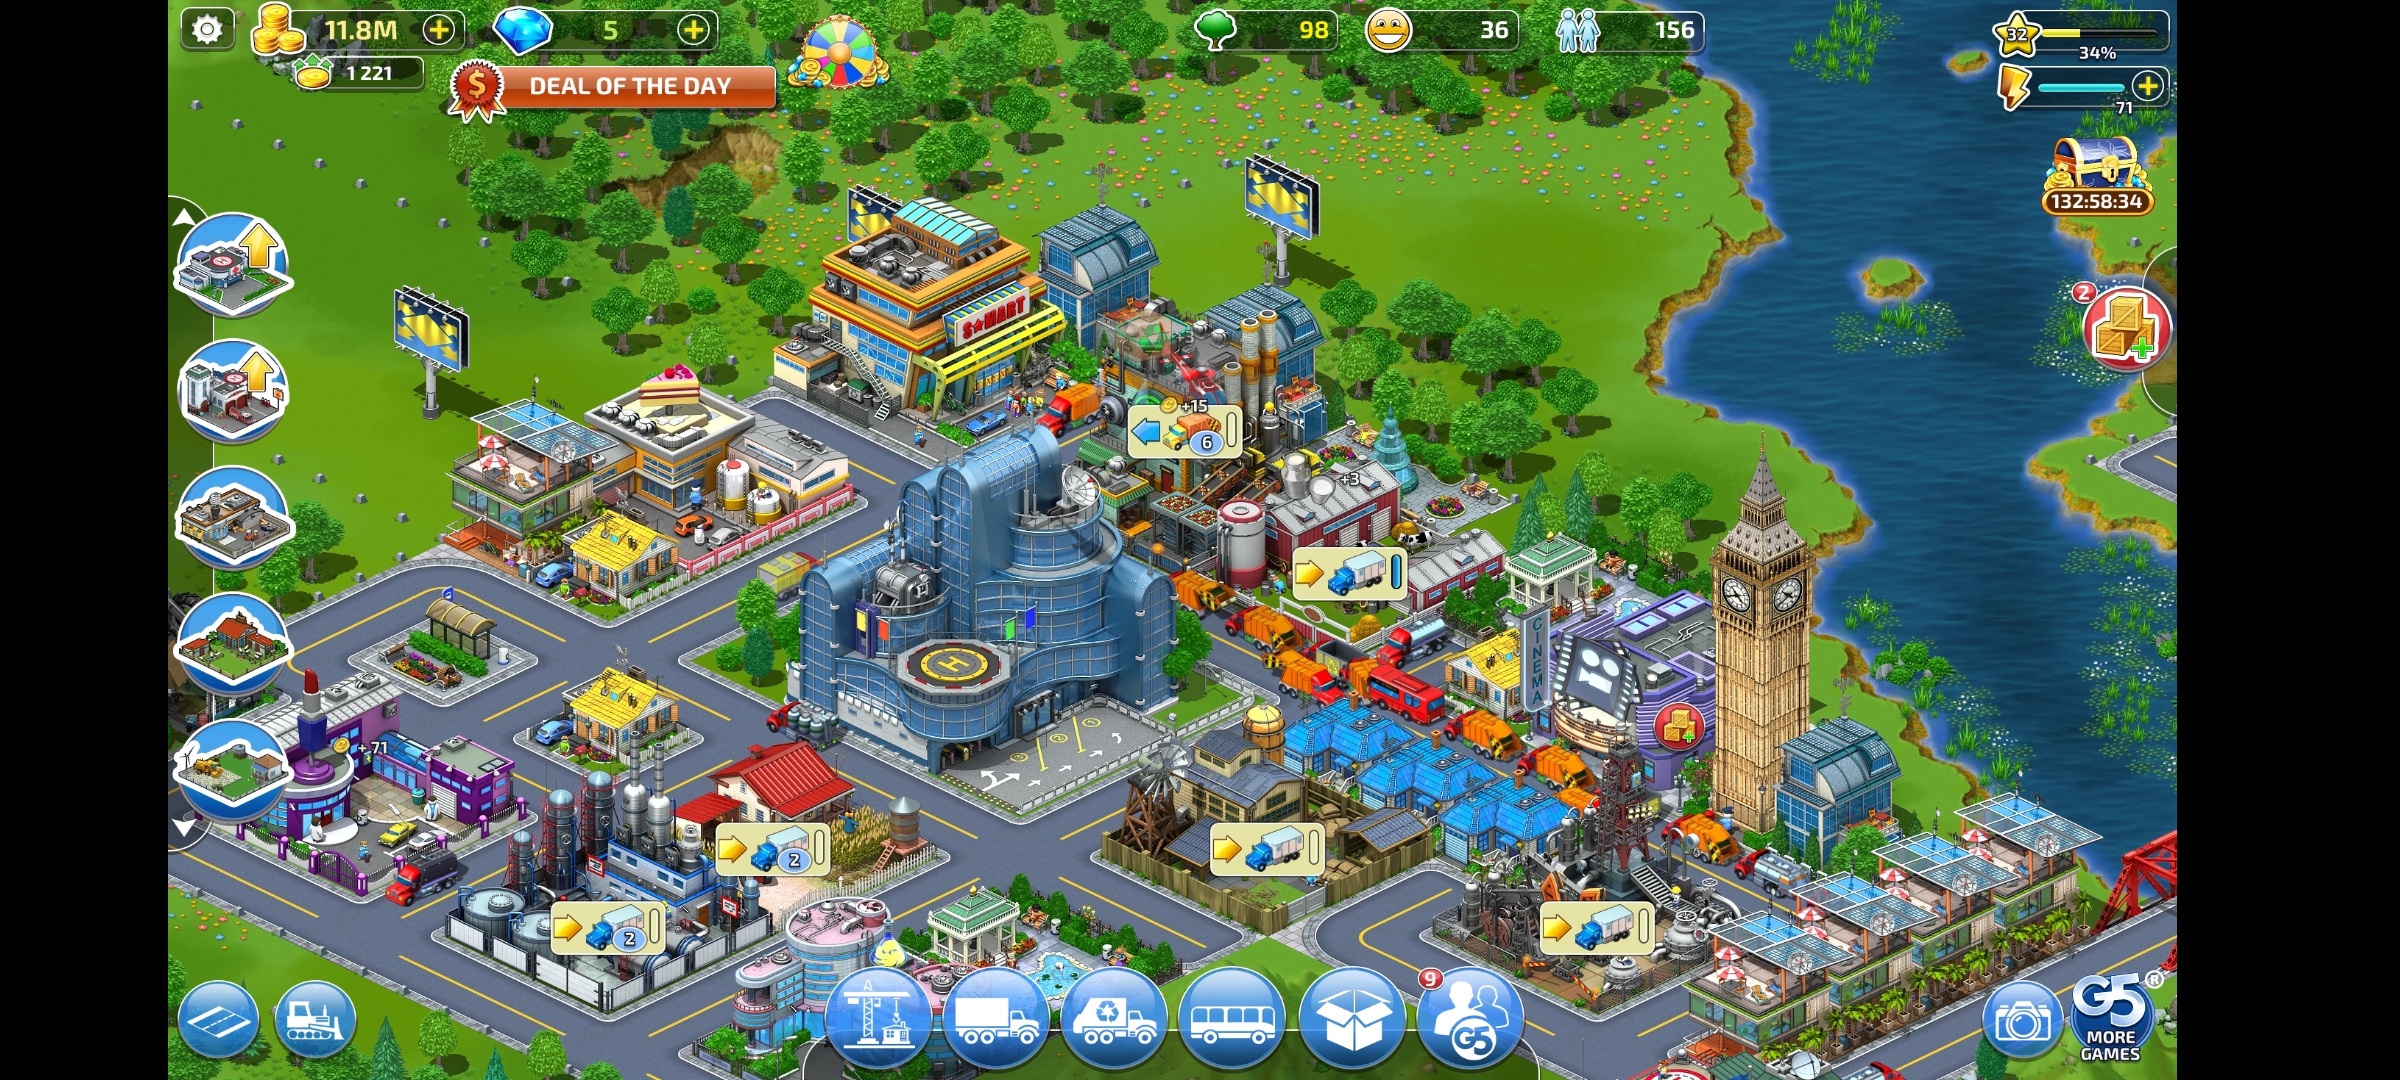 11.8M
5
98
36
156
32
34%
1 221
DEAL OF THE DAY
71
132:58:34
2
S★MART
+15
6
+3
CINEMA
+71
2
2
H
9
G5
G5
®
MORE
GAMES